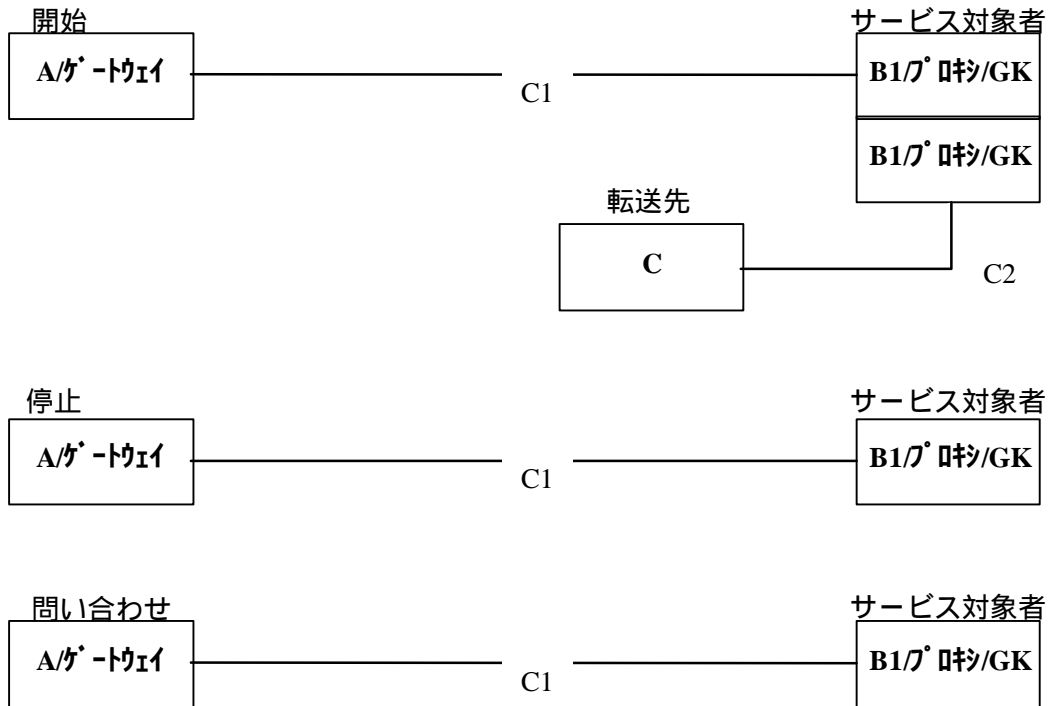 開始
サービス対象者
A/ｹﾞｰﾄｳｪｲ
C1
B1/ﾌﾟﾛｷｼ/GK
B1/ﾌﾟﾛｷｼ/GK
転送先
C
C2
停止
サービス対象者
A/ｹﾞｰﾄｳｪｲ
C1
B1/ﾌﾟﾛｷｼ/GK
問い合わせ
サービス対象者
A/ｹﾞｰﾄｳｪｲ
C1
B1/ﾌﾟﾛｷｼ/GK